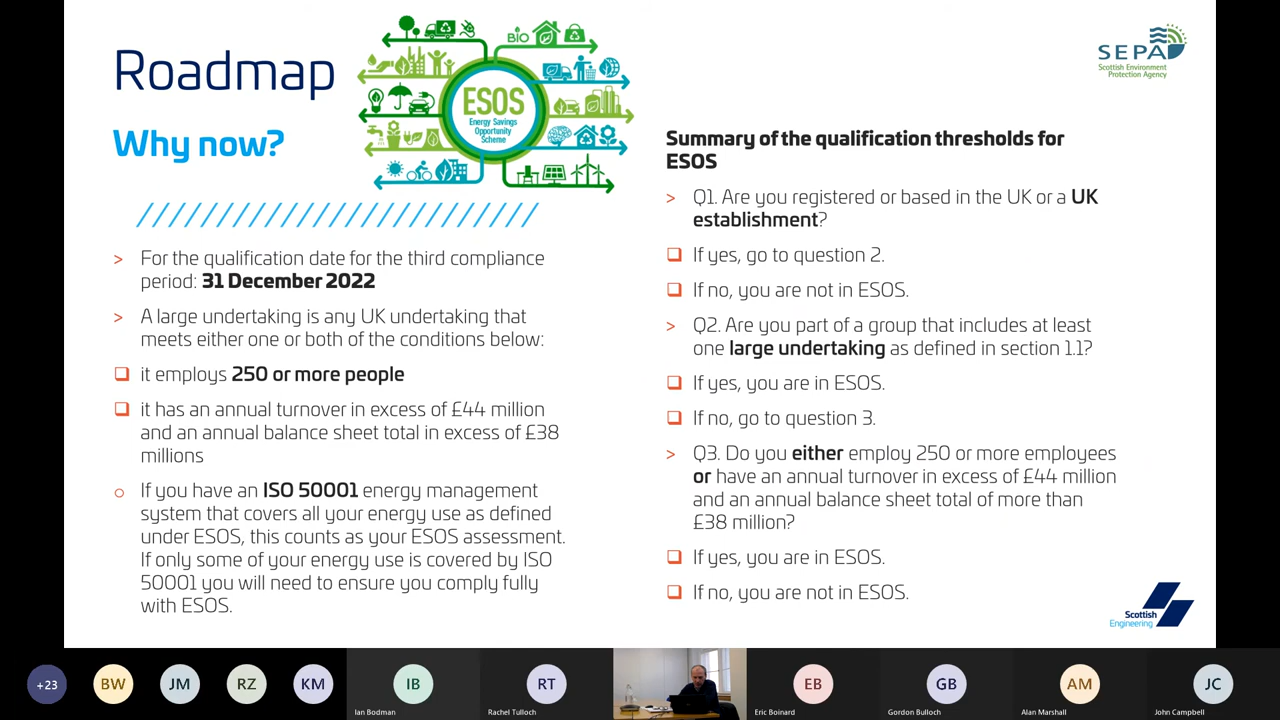 Roadmap
Why now?
BIO
ESOS
Energy Savings
Opportunity
Scheme
SEPA
Scottish Environment
Protection Agency
> For the qualification date for the third compliance
period: 31 December 2022
> A large undertaking is any UK undertaking that
meets either one or both of the conditions below:
it employs 250 or more people
it has an annual turnover in excess of £44 million
and an annual balance sheet total in excess of £38
millions
If you have an ISO 50001 energy management
system that covers all your energy use as defined
under ESOS, this counts as your ESOS assessment.
If only some of your energy use is covered by ISO
50001 you will need to ensure you comply fully
with ESOS.
Summary of the qualification thresholds for
ESOS
> Q1. Are you registered or based in the UK or a UK
establishment?
If yes, go to question 2.
If no, you are not in ESOS.
> Q2. Are you part of a group that includes at least
one large undertaking as defined in section 1.1?
If yes, you are in ESOS.
If no, go to question 3.
> Q3. Do you either employ 250 or more employees
or have an annual turnover in excess of £44 million
and an annual balance sheet total of more than
£38 million?
If yes, you are in ESOS.
If no, you are not in ESOS.
Scottish
Engineering
+23
BW
JM
RZ
KM
IB
Ian Bodman
RT
Rachel Tulloch
EB
Eric Boinard
GB
Gordon Bulloch
AM
Alan Marshall
JC
John Campbell